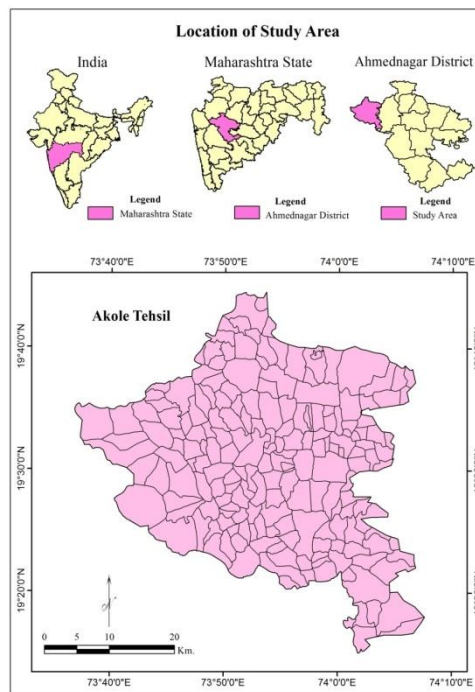 Location of Study Area
India
Maharashtra State
Ahmednagar District
Legend
Maharashtra State
Legend
Ahmednagar District
Legend
Study Area
73°40'0"E
73°50'0"E
74°0'0"E
74°10'0"E
Akole Tehsil
19°40'0"N
19°30'0"N
19°20'0"N
N
0 5 10 20
Km.
73°40'0"E
73°50'0"E
74°0'0"E
74°10'0"E